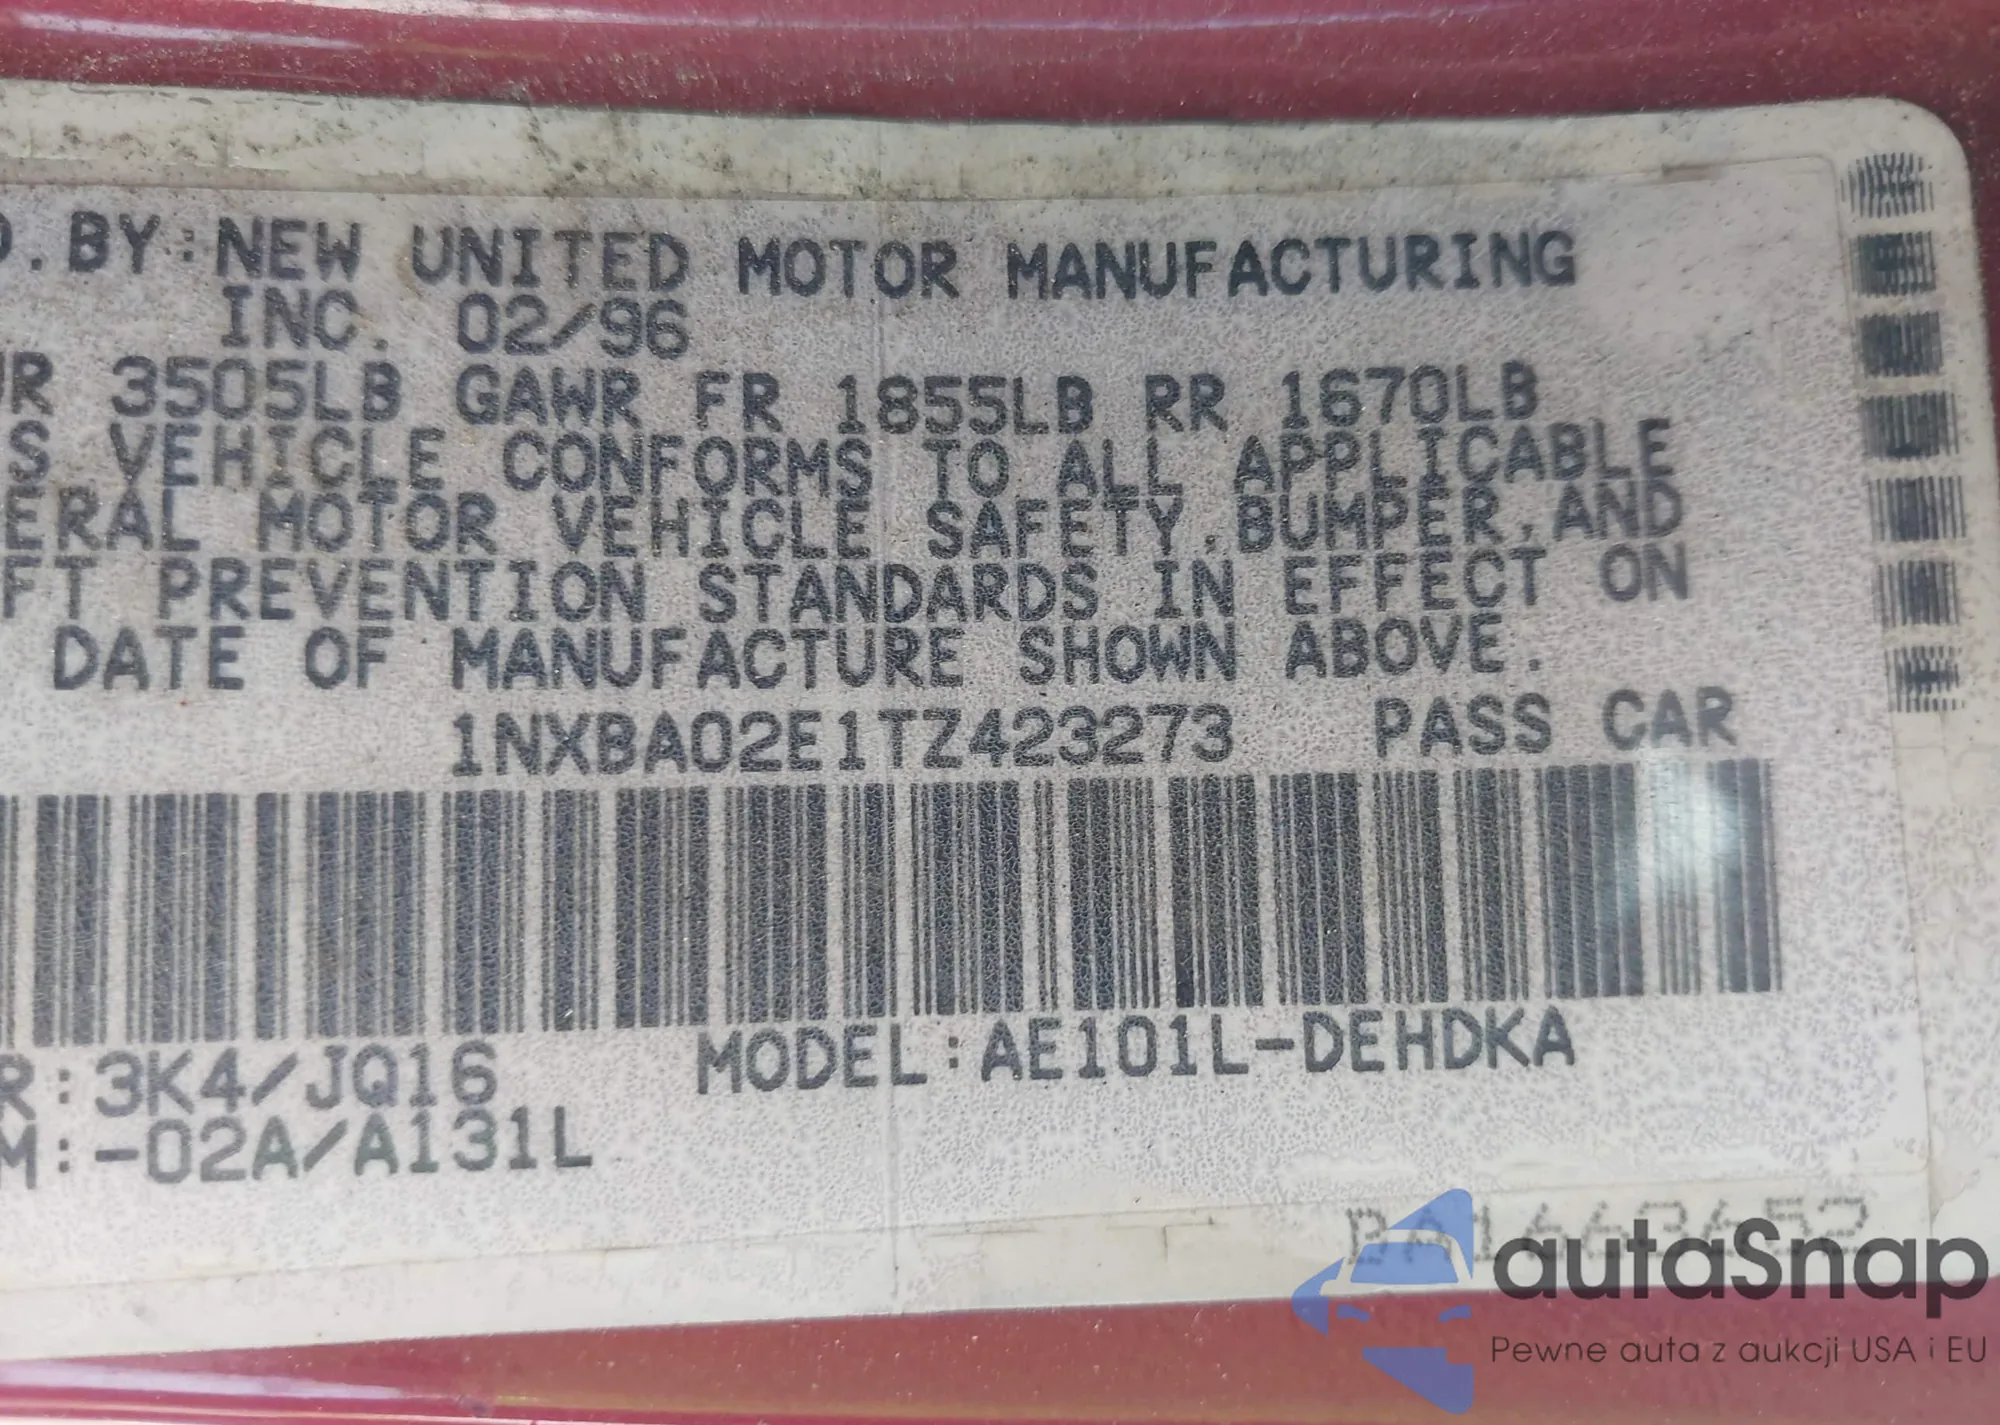 D.BY:NEW UNITED MOTOR MANUFACTURING
INC. 02/96
3505LB GAWR FR 1855LB RR 1670LB
S VEHICLE CONFORMS TO ALL APPLICABLE
ERAL MOTOR VEHICLE SAFETY,BUMPER,AND
FT PREVENTION STANDARDS IN EFFECT ON
DATE OF MANUFACTURE SHOWN ABOVE.
1NXBA02E1TZ423273 PASS CAR
R:3K4/JQ16 MODEL:AE101L-DEHDKA
M:-02A/A131L
autaSnap
Pewne auta z aukcji USA i EU